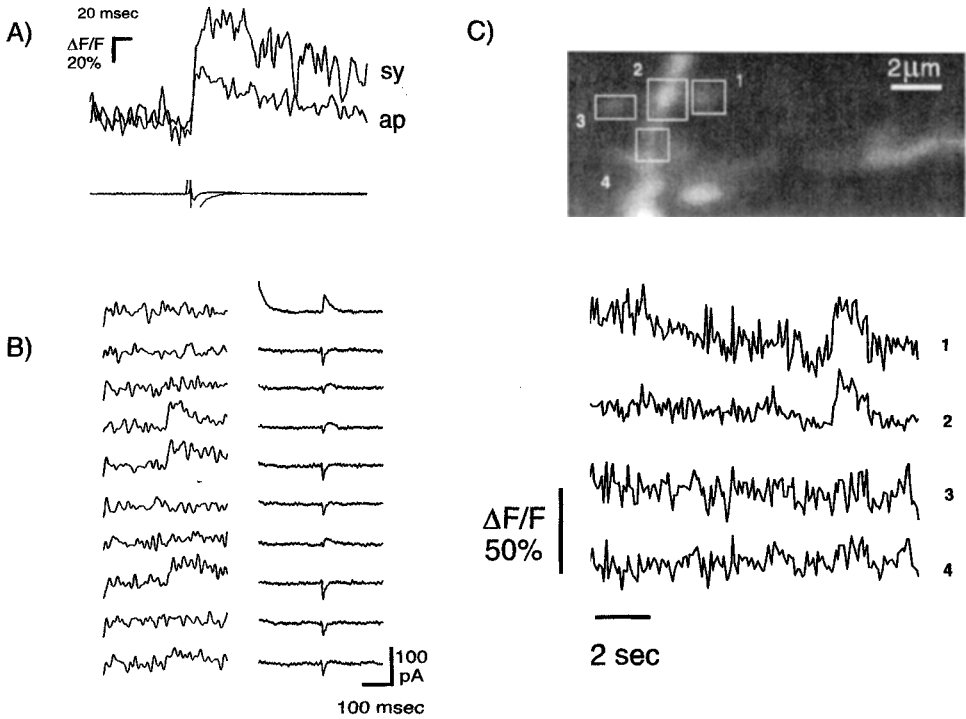 A)
20 msec
ΔF/F
20%
sy
ap
B)
100
pA
100 msec
C)
2μm
1
2
3
4
1
2
3
4
ΔF/F
50%
2 sec